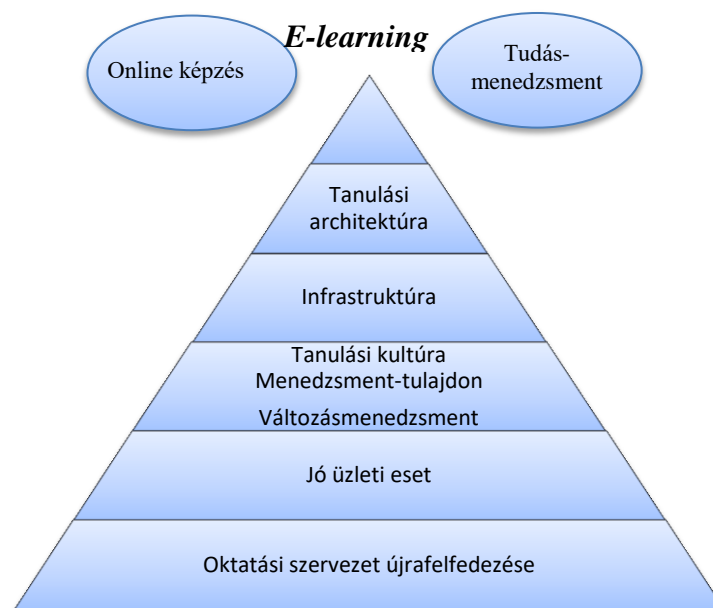 E-learning
Online képzés
Tudás-
menedzsment
Tanulási
architektúra
Infrastruktúra
Tanulási kultúra
Menedzsment-tulajdon
Változásmenedzsment
Jó üzleti eset
Oktatási szervezet újrafelfedezése